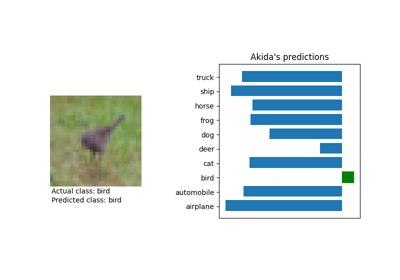 Akida's predictions
truck
ship
horse
frog
dog
deer
cat
bird
automobile
airplane
Actual class: bird
Predicted class: bird